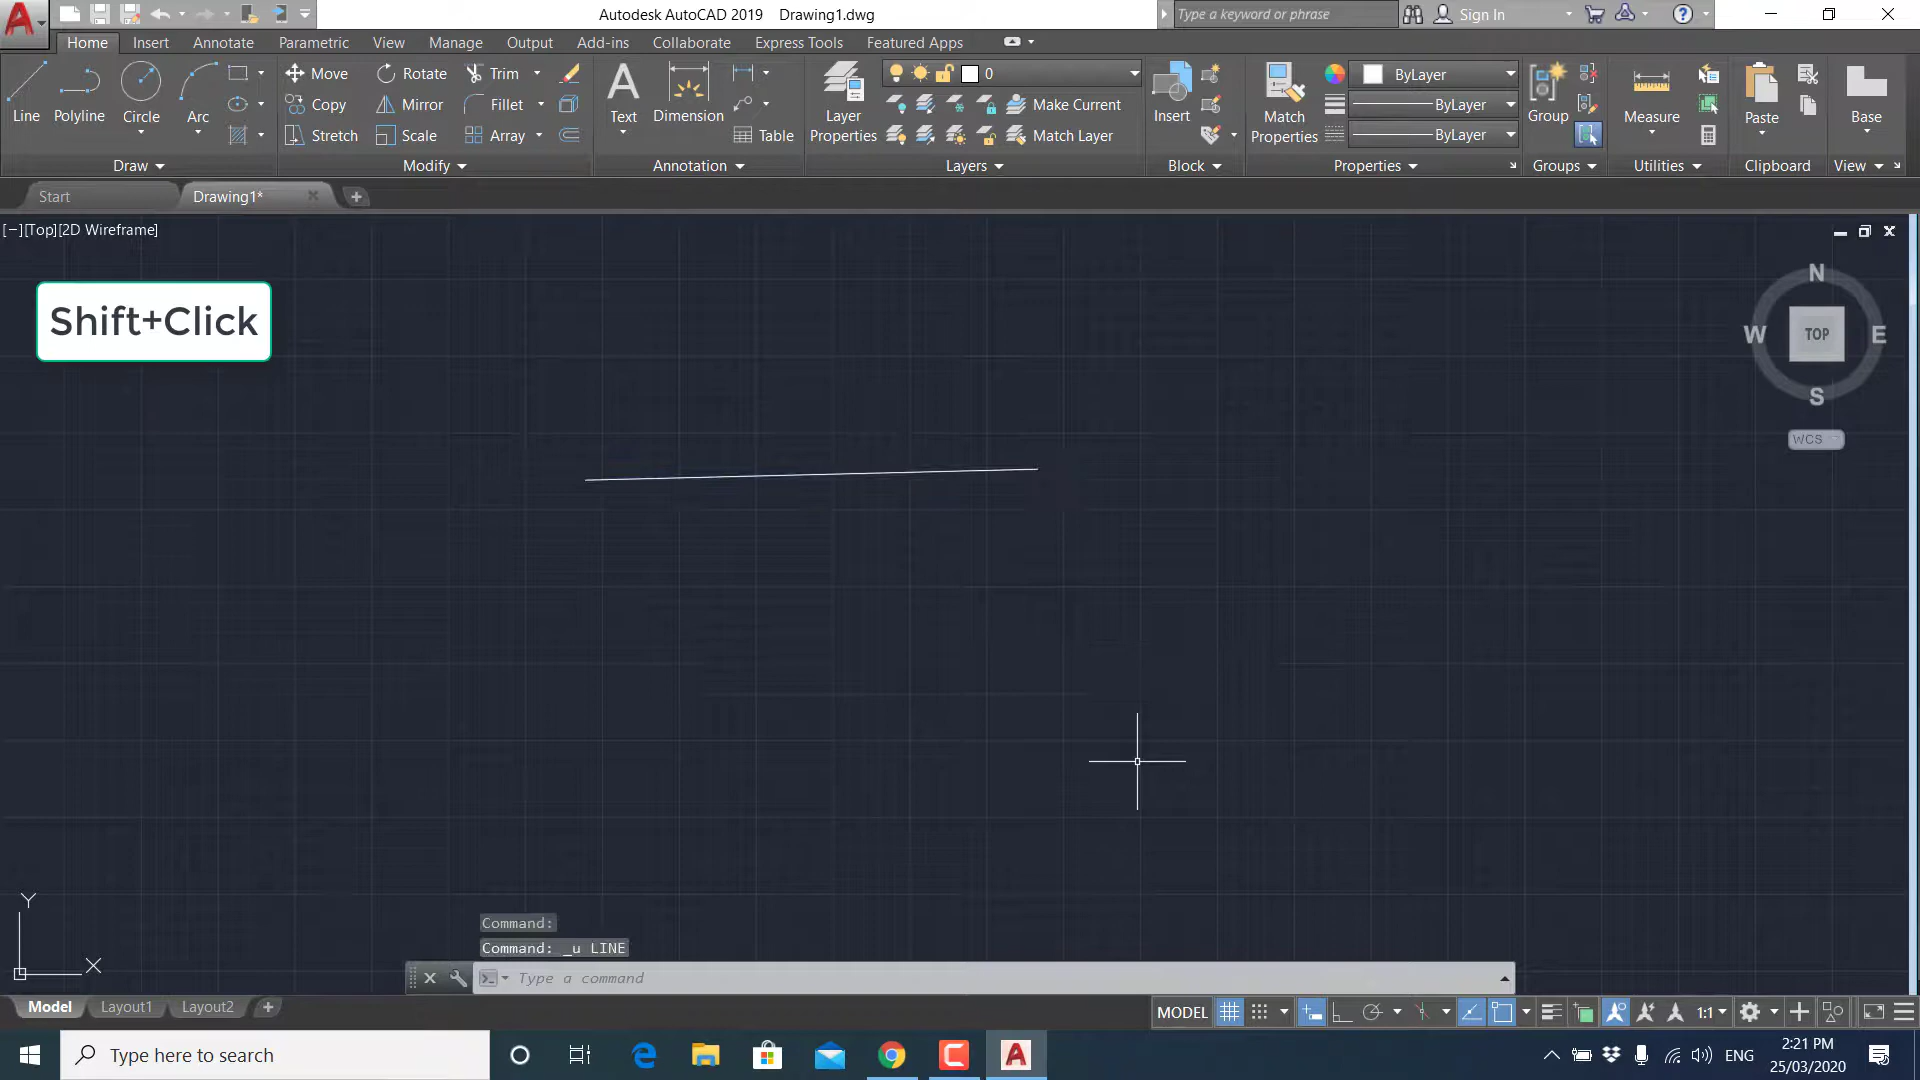 Autodesk AutoCAD 2019 Drawing1.dwg
Type a keyword or phrase
Sign In
Home Insert Annotate Parametric View Manage Output Add-ins Collaborate Express Tools Featured Apps
Line Polyline Circle Arc
Move Rotate Trim
Copy Mirror Fillet
Stretch Scale Array
Text Dimension Table
Layer Properties
0
Make Current
Match Layer
Insert
Match Properties
ByLayer
ByLayer
ByLayer
Group
Measure
Paste
Base
Draw Modify Annotation Layers Block Properties Groups Utilities Clipboard View
Start Drawing1*
[−][Top][2D Wireframe]
Shift+Click
N
W TOP E
S
WCS
Y
X
Command:
Command: _u LINE
Type a command
Model Layout1 Layout2
MODEL 1:1
Type here to search
ENG
2:21 PM
25/03/2020